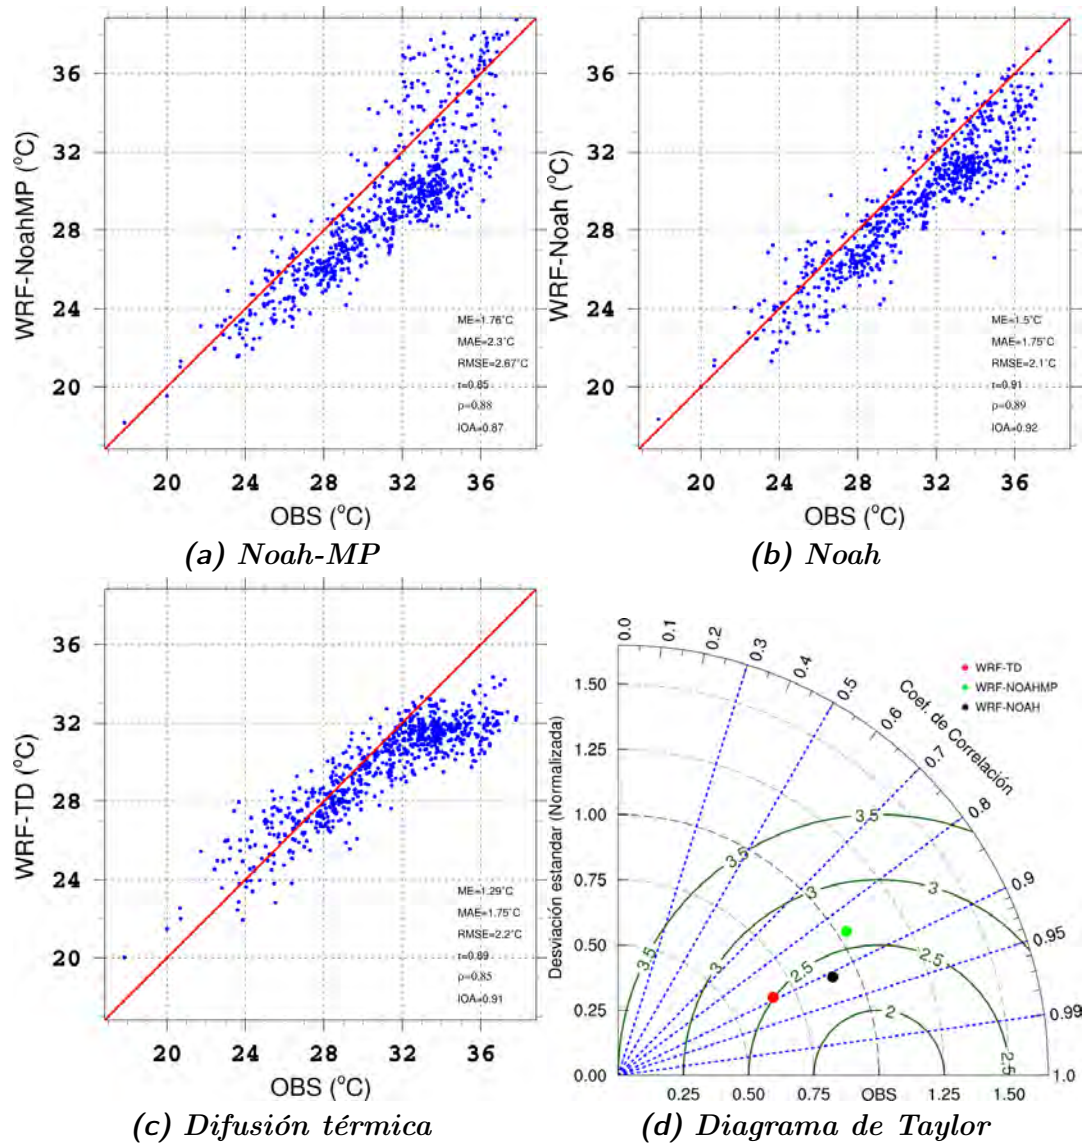 36
32
28
24
20
WRF-NoahMP (°C)
ME=1.76°C
MAE=2.3°C
RMSE=2.67°C
r=0.85
ρ=0.88
IOA=0.87
20 24 28 32 36
OBS (°C)
(a) Noah-MP
36
32
28
24
20
WRF-Noah (°C)
ME=1.5°C
MAE=1.75°C
RMSE=2.1°C
r=0.91
ρ=0.89
IOA=0.92
20 24 28 32 36
OBS (°C)
(b) Noah
36
32
28
24
20
WRF-TD (°C)
ME=1.29°C
MAE=1.75°C
RMSE=2.2°C
r=0.89
ρ=0.85
IOA=0.91
20 24 28 32 36
OBS (°C)
(c) Difusión térmica
WRF-TD
WRF-NOAHMP
WRF-NOAH
Coef. de Correlación
0.0 0.1 0.2 0.3 0.4 0.5 0.6 0.7 0.8 0.9 0.95 0.99 1.0
Desviación estandar (Normalizada)
1.50
1.25
1.00
0.75
0.50
0.25
0.00
3.5 3.5 3.5
3 3 3
2.5 2.5 2.5
2
0.25 0.50 0.75 OBS 1.25 1.50
(d) Diagrama de Taylor